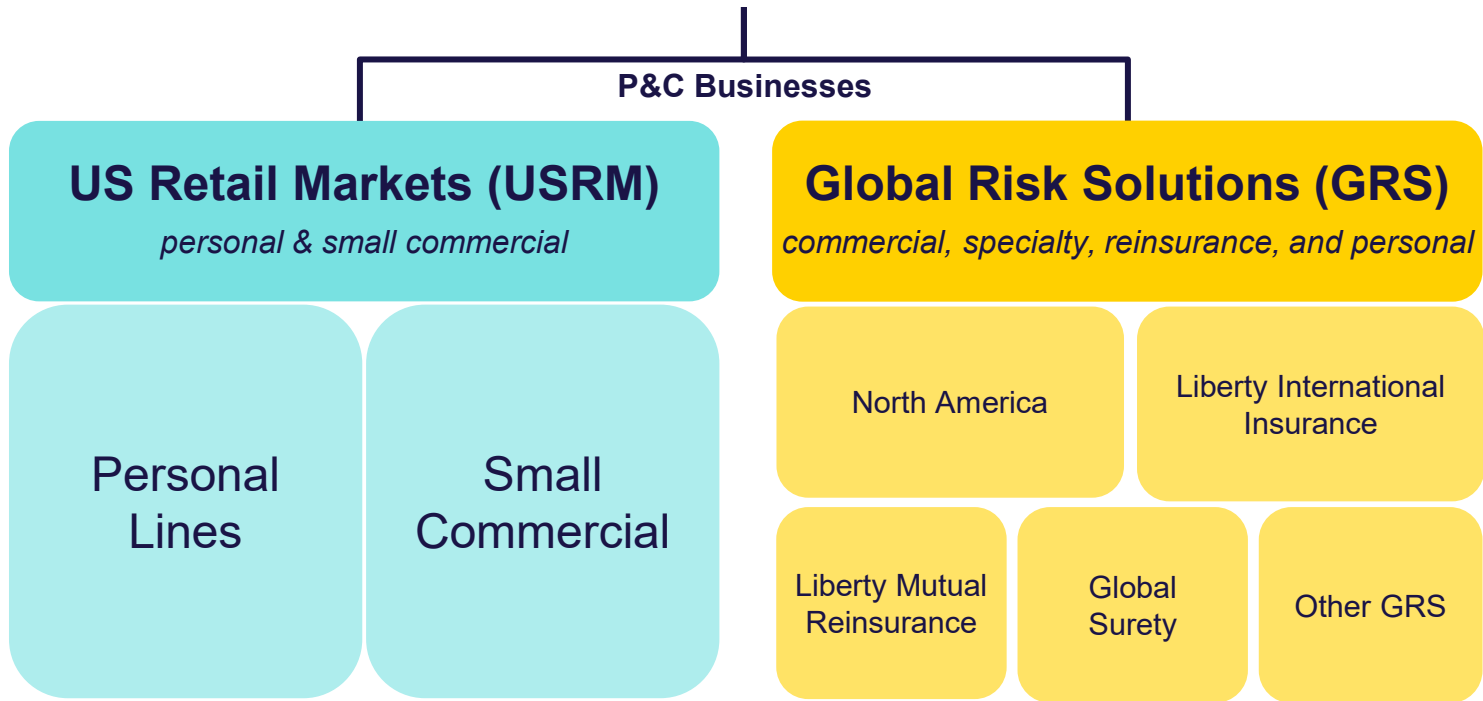 P&C Businesses
US Retail Markets (USRM)
personal & small commercial
Global Risk Solutions (GRS)
commercial, specialty, reinsurance, and personal
Personal
Lines
Small
Commercial
North America
Liberty International
Insurance
Liberty Mutual
Reinsurance
Global
Surety
Other GRS